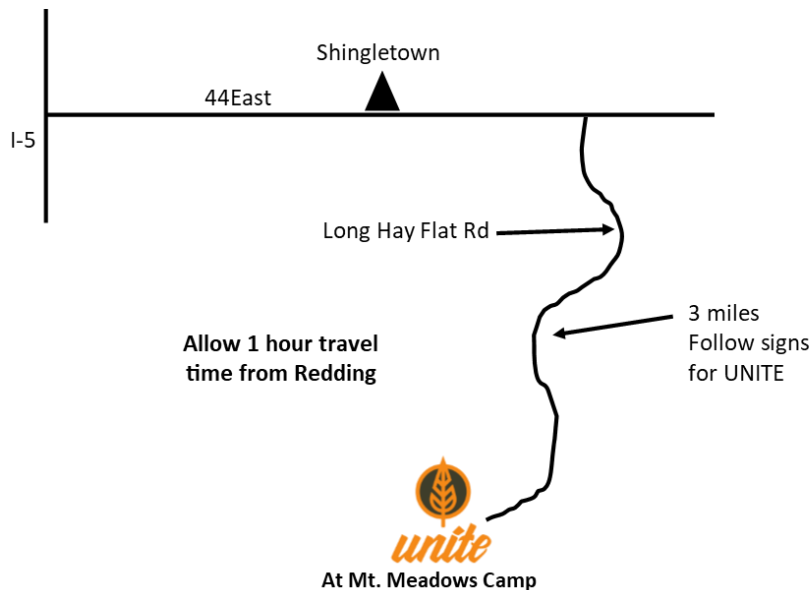 Shingletown
44East
I-5
Long Hay Flat Rd
3 miles
Follow signs
for UNITE
Allow 1 hour travel
time from Redding
unite
At Mt. Meadows Camp